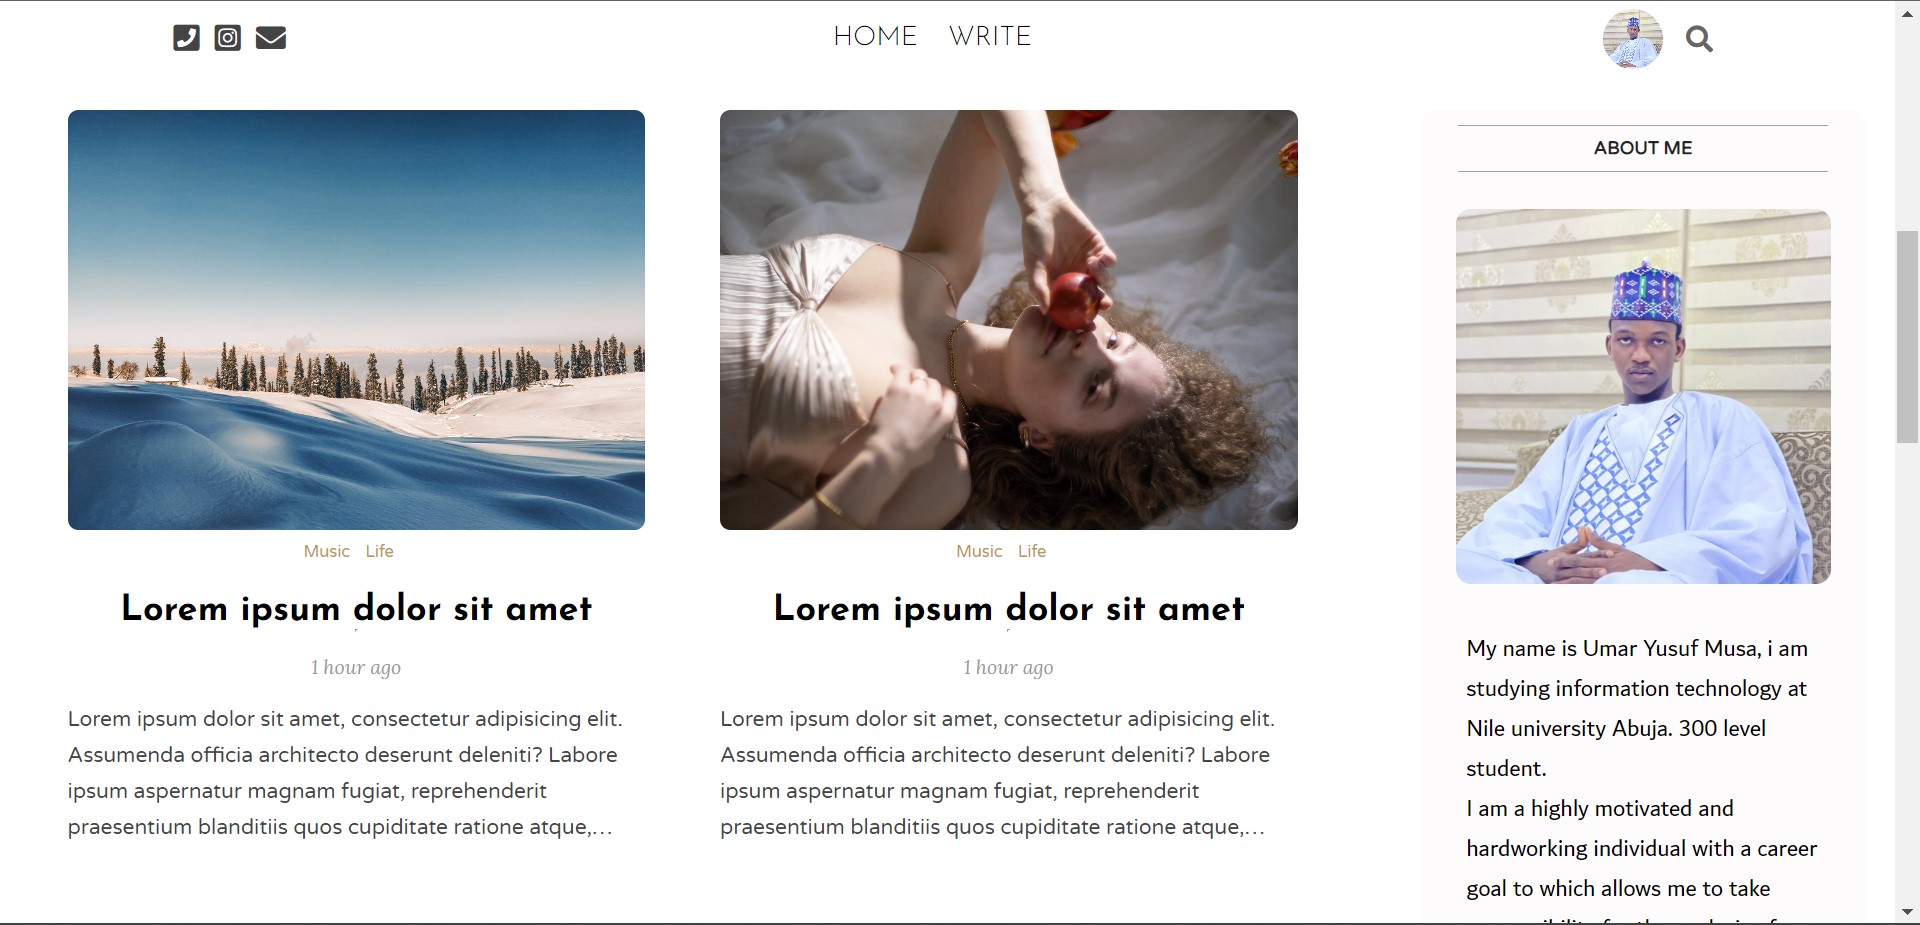 HOME WRITE
Music Life
Lorem ipsum dolor sit amet
1 hour ago
Lorem ipsum dolor sit amet, consectetur adipisicing elit.
Assumenda officia architecto deserunt deleniti? Labore
ipsum aspernatur magnam fugiat, reprehenderit
praesentium blanditiis quos cupiditate ratione atque,...
Music Life
Lorem ipsum dolor sit amet
1 hour ago
Lorem ipsum dolor sit amet, consectetur adipisicing elit.
Assumenda officia architecto deserunt deleniti? Labore
ipsum aspernatur magnam fugiat, reprehenderit
praesentium blanditiis quos cupiditate ratione atque,...
ABOUT ME
My name is Umar Yusuf Musa, i am
studying information technology at
Nile university Abuja. 300 level
student.
I am a highly motivated and
hardworking individual with a career
goal to which allows me to take